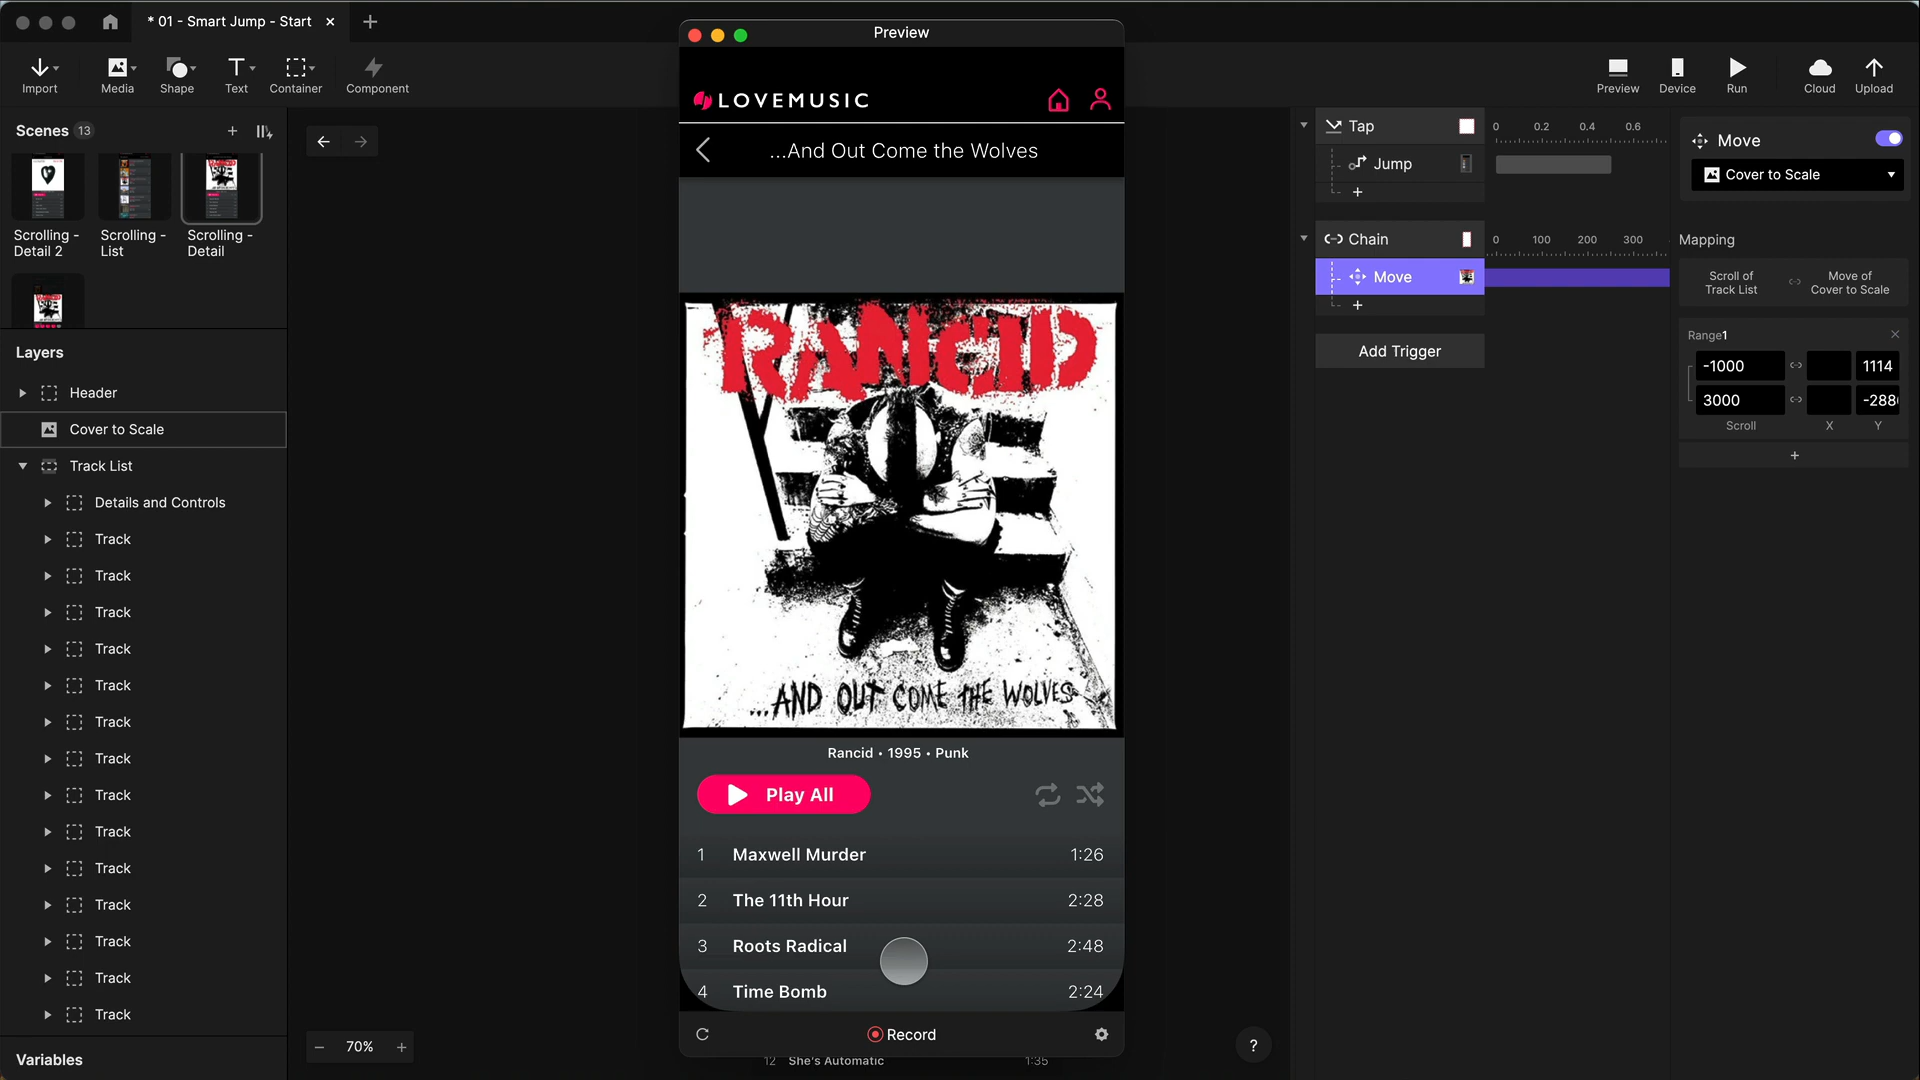 * 01 - Smart Jump - Start
Import
Media
Shape
Text
Container
Component
Preview
Device
Run
Cloud
Upload
Scenes 13
Scrolling - Detail 2
Scrolling - List
Scrolling - Detail
Layers
Header
Cover to Scale
Track List
Details and Controls
Track
Track
Track
Track
Track
Track
Track
Track
Track
Track
Track
Track
Track
Track
Variables
70%
Preview
LOVEMUSIC
...And Out Come the Wolves
RANCID
...AND OUT COME THE WOLVES
Rancid • 1995 • Punk
Play All
1 Maxwell Murder 1:26
2 The 11th Hour 2:28
3 Roots Radical 2:48
4 Time Bomb 2:24
Record
12 She's Automatic 1:35
?
Tap
0 0.2 0.4 0.6
Jump
Chain
0 100 200 300
Move
Add Trigger
Move
Cover to Scale
Mapping
Scroll of Track List
Move of Cover to Scale
Range1
-1000 1114
3000 -288
Scroll X Y